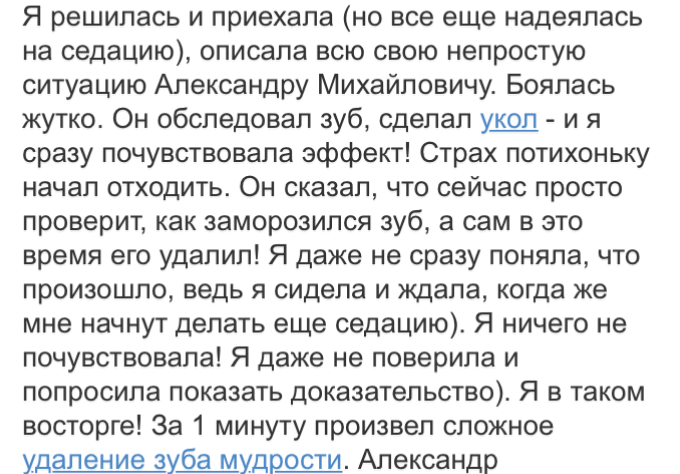 Я решилась и приехала (но все еще надеялась
на седацию), описала всю свою непростую
ситуацию Александру Михайловичу. Боялась
жутко. Он обследовал зуб, сделал укол - и я
сразу почувствовала эффект! Страх потихоньку
начал отходить. Он сказал, что сейчас просто
проверит, как заморозился зуб, а сам в это
время его удалил! Я даже не сразу поняла, что
произошло, ведь я сидела и ждала, когда же
мне начнут делать еще седацию). Я ничего не
почувствовала! Я даже не поверила и
попросила показать доказательство). Я в таком
восторге! За 1 минуту произвел сложное
удаление зуба мудрости. Александр